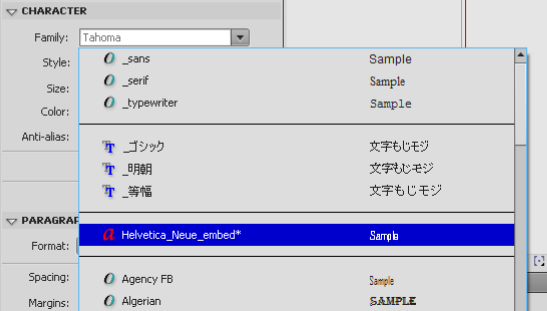 CHARACTER
Family: Tahoma
Style: _sans Sample
_serif Sample
Size:
_typewriter Sample
Color:
Anti-alias:
_ゴシック 文字もじモジ
_明朝 文字もじモジ
_等幅 文字もじモジ
PARAGRAP
Helvetica_Neue_embed* Sample
Format:
Spacing: Agency FB Sample
Margins: Algerian SAMPLE